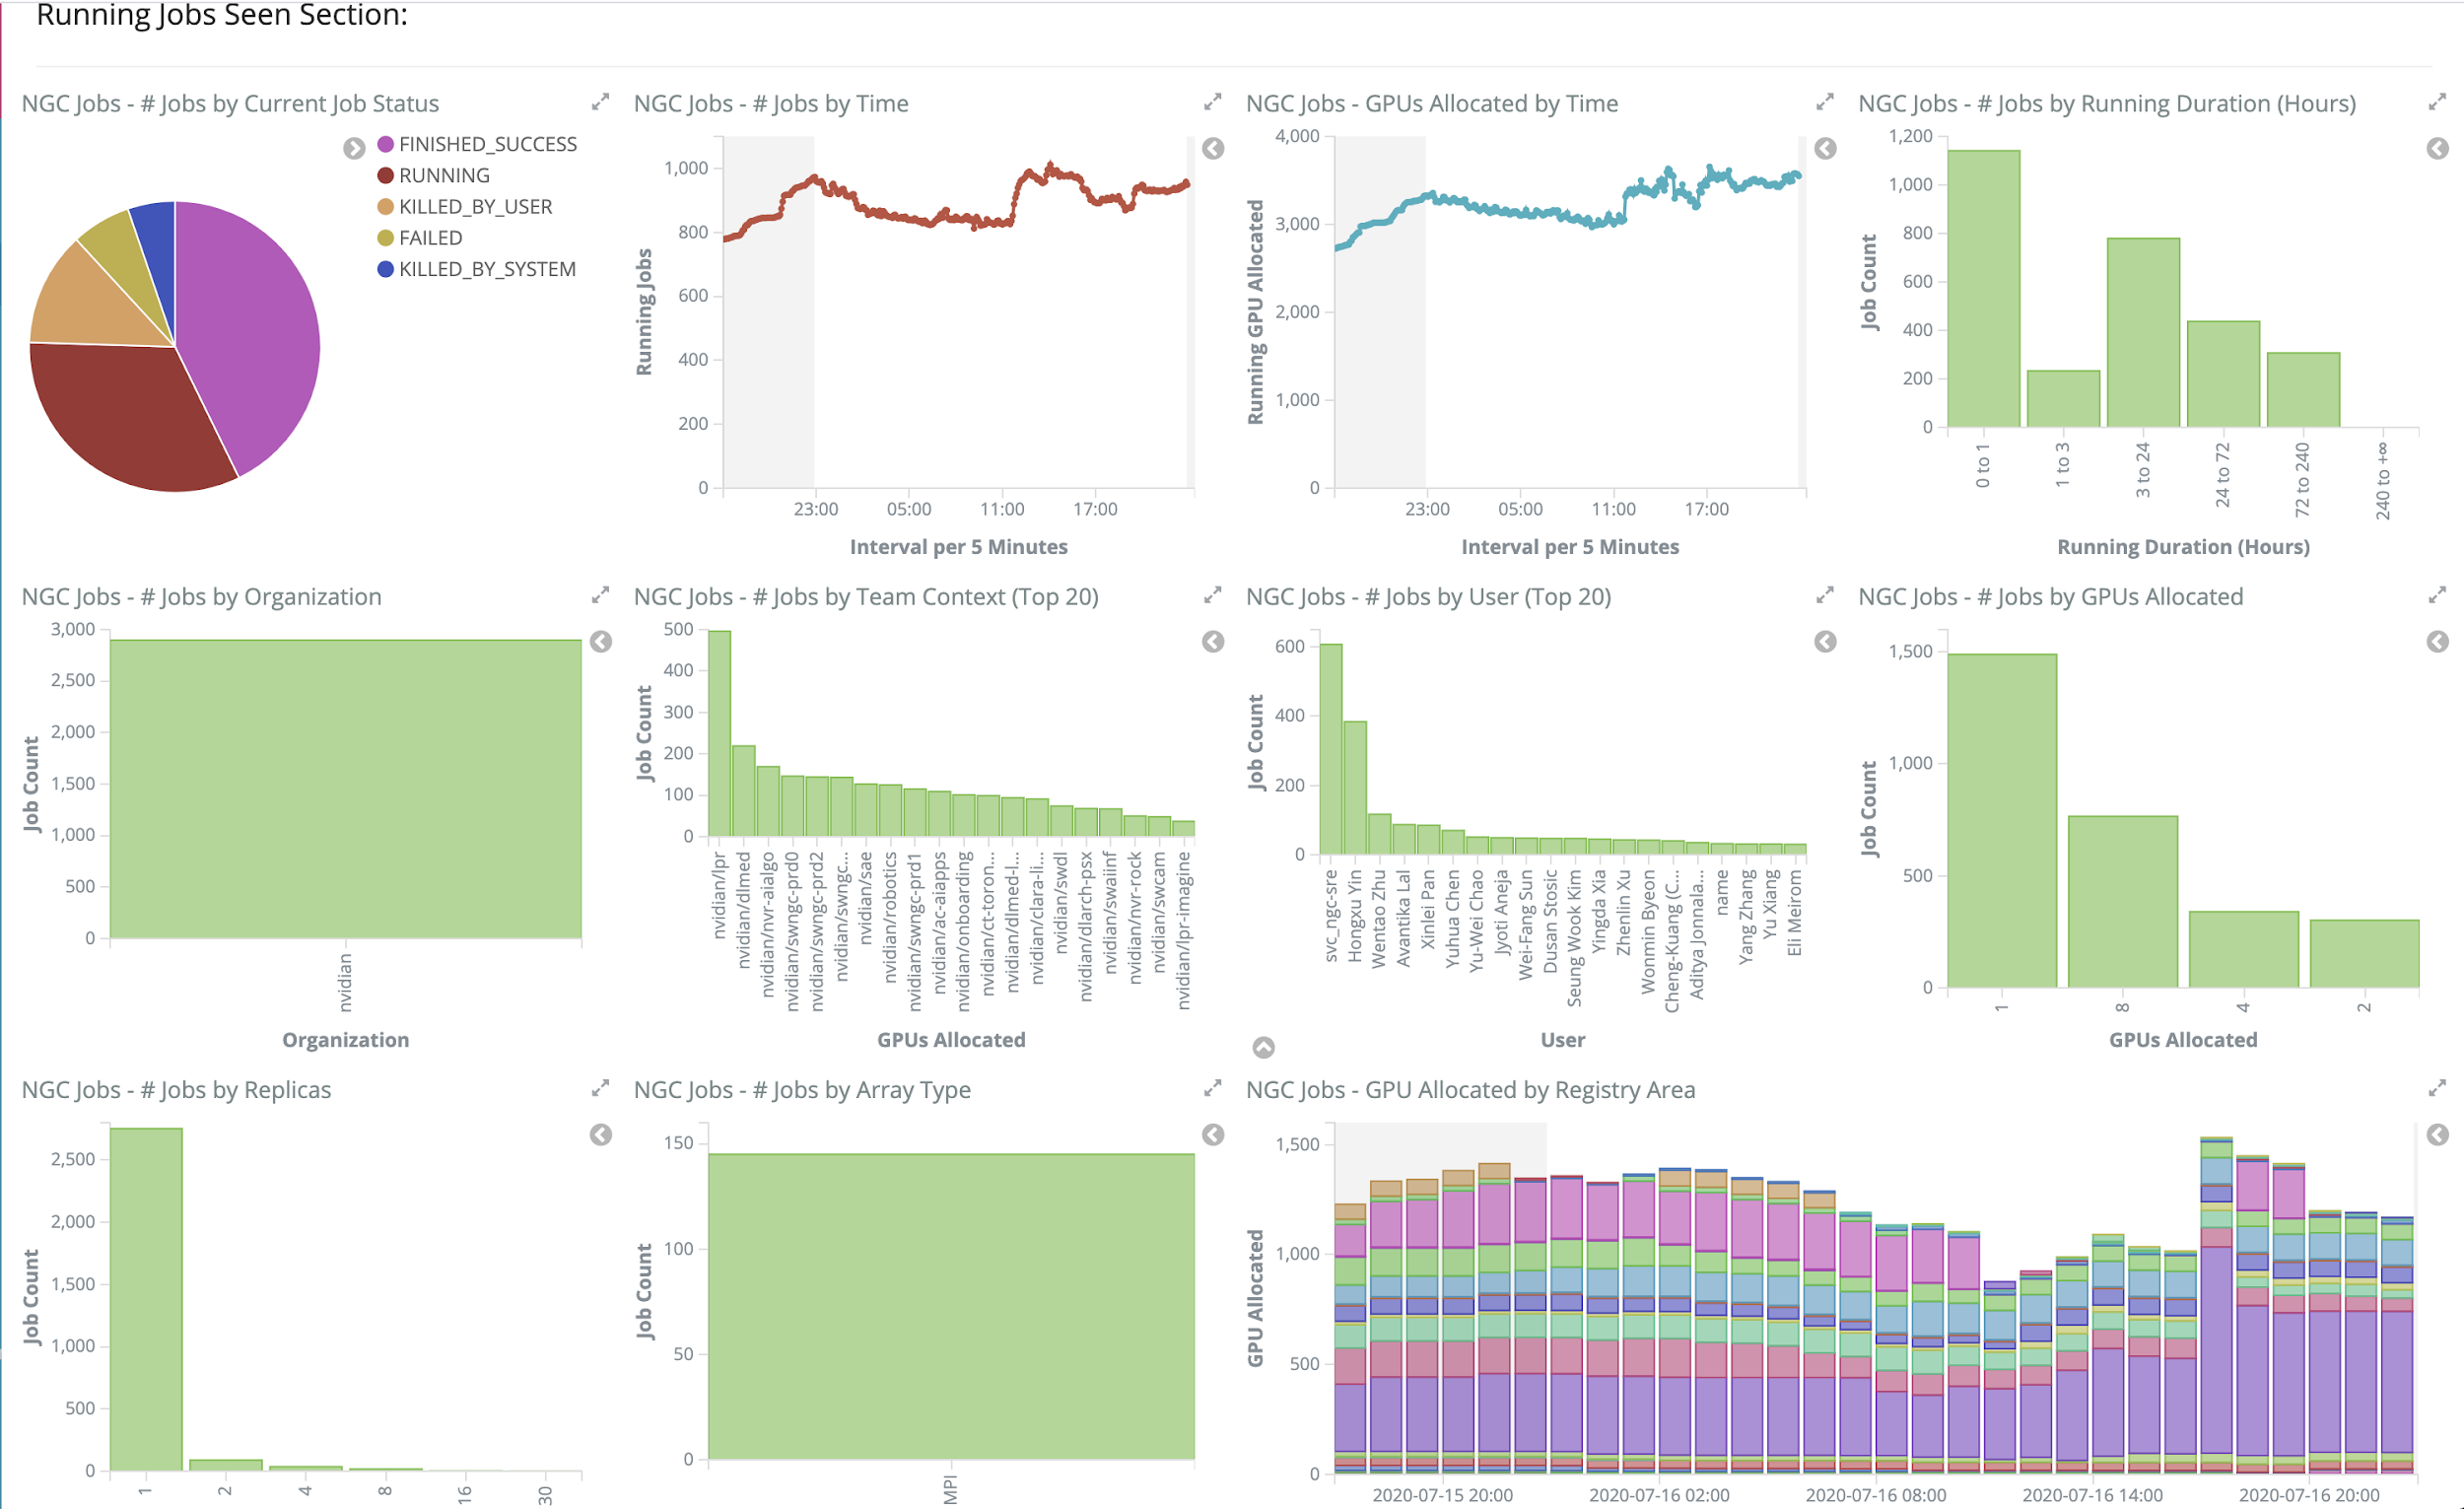 Running Jobs Seen Section:
NGC Jobs - # Jobs by Current Job Status
FINISHED_SUCCESS
RUNNING
KILLED_BY_USER
FAILED
KILLED_BY_SYSTEM
NGC Jobs - # Jobs by Time
1,000
800
600
400
200
0
Running Jobs
23:00 05:00 11:00 17:00
Interval per 5 Minutes
NGC Jobs - GPUs Allocated by Time
4,000
3,000
2,000
1,000
0
Running GPU Allocated
23:00 05:00 11:00 17:00
Interval per 5 Minutes
NGC Jobs - # Jobs by Running Duration (Hours)
1,200
1,000
800
600
400
200
0
Job Count
0 to 1
1 to 3
3 to 24
24 to 72
72 to 240
240 to +∞
Running Duration (Hours)
NGC Jobs - # Jobs by Organization
3,000
2,500
2,000
1,500
1,000
500
0
Job Count
nvidian
Organization
NGC Jobs - # Jobs by Team Context (Top 20)
500
400
300
200
100
0
Job Count
nvidian/lpr
nvidian/dlmed
nvidian/nvr-aialgo
nvidian/swngc-prd0
nvidian/swngc-prd2
nvidian/swngc...
nvidian/sae
nvidian/robotics
nvidian/swngc-prd1
nvidian/ac-aiapps
nvidian/onboarding
nvidian/ct-toron...
nvidian/dlmed-l...
nvidian/clara-li...
nvidian/swdl
nvidian/dlarch-psx
nvidian/swaiinf
nvidian/nvr-rock
nvidian/swcam
nvidian/lpr-imagine
GPUs Allocated
NGC Jobs - # Jobs by User (Top 20)
600
400
200
0
Job Count
svc_ngc-sre
Hongxu Yin
Wentao Zhu
Avantika Lal
Xinlei Pan
Yuhua Chen
Yu-Wei Chao
Jyoti Aneja
Wei-Fang Sun
Dusan Stosic
Seung Wook Kim
Yingda Xia
Zhenlin Xu
Wonmin Byeon
Cheng-Kuang (C...
Aditya Jonnala...
name
Yang Zhang
Yu Xiang
Eli Meirom
User
NGC Jobs - # Jobs by GPUs Allocated
1,500
1,000
500
0
Job Count
1
8
4
2
GPUs Allocated
NGC Jobs - # Jobs by Replicas
2,500
2,000
1,500
1,000
500
0
Job Count
1
2
4
8
16
30
NGC Jobs - # Jobs by Array Type
150
100
50
0
Job Count
MPI
NGC Jobs - GPU Allocated by Registry Area
1,500
1,000
500
0
GPU Allocated
2020-07-15 20:00 2020-07-16 02:00 2020-07-16 08:00 2020-07-16 14:00 2020-07-16 20:00